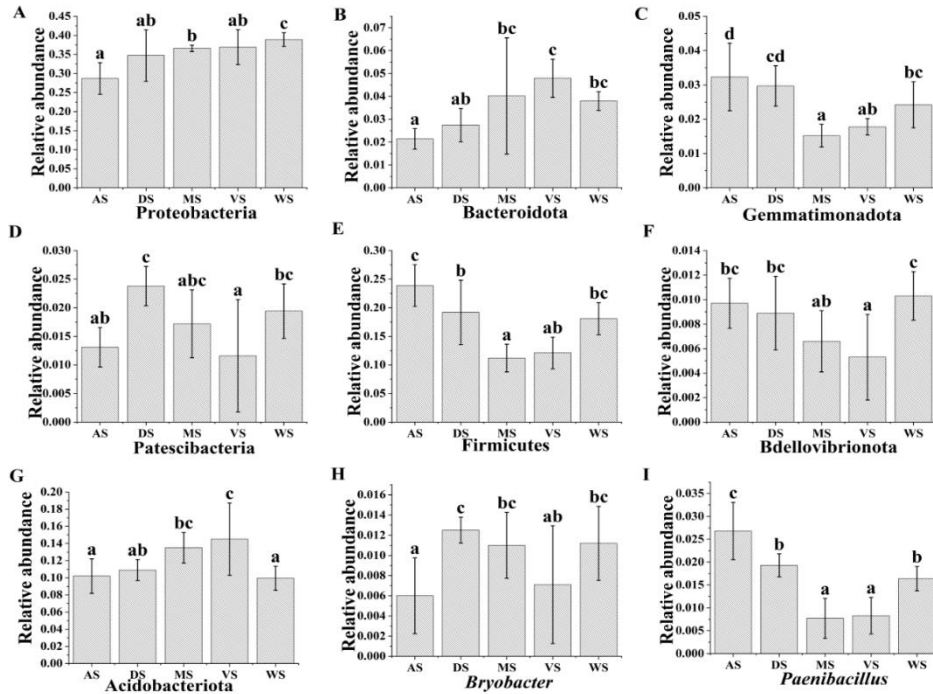 A
Relative abundance
0.45
0.40
0.35
0.30
0.25
0.20
0.15
0.10
0.05
0.00
a
ab
b
ab
c
AS DS MS VS WS
Proteobacteria
B
Relative abundance
0.07
0.06
0.05
0.04
0.03
0.02
0.01
0.00
a
ab
bc
c
bc
AS DS MS VS WS
Bacteroidota
C
Relative abundance
0.05
0.04
0.03
0.02
0.01
0.00
d
cd
a
ab
bc
AS DS MS VS WS
Gemmatimonadota
D
Relative abundance
0.030
0.025
0.020
0.015
0.010
0.005
0.000
ab
c
abc
a
bc
AS DS MS VS WS
Patescibacteria
E
Relative abundance
0.30
0.25
0.20
0.15
0.10
0.50
0.00
c
b
a
ab
bc
AS DS MS VS WS
Firmicutes
F
Relative abundance
0.014
0.012
0.010
0.008
0.006
0.004
0.002
0.000
bc
bc
ab
a
c
AS DS MS VS WS
Bdellovibrionota
G
Relative abundance
0.20
0.18
0.16
0.14
0.12
0.10
0.08
0.06
0.04
0.02
0.00
a
ab
bc
c
a
AS DS MS VS WS
Acidobacteriota
H
Relative abundance
0.016
0.014
0.012
0.010
0.008
0.006
0.004
0.002
0.000
a
c
bc
ab
bc
AS DS MS VS WS
Bryobacter
I
Relative abundance
0.035
0.030
0.025
0.020
0.015
0.010
0.005
0.000
c
b
a
a
b
AS DS MS VS WS
Paenibacillus